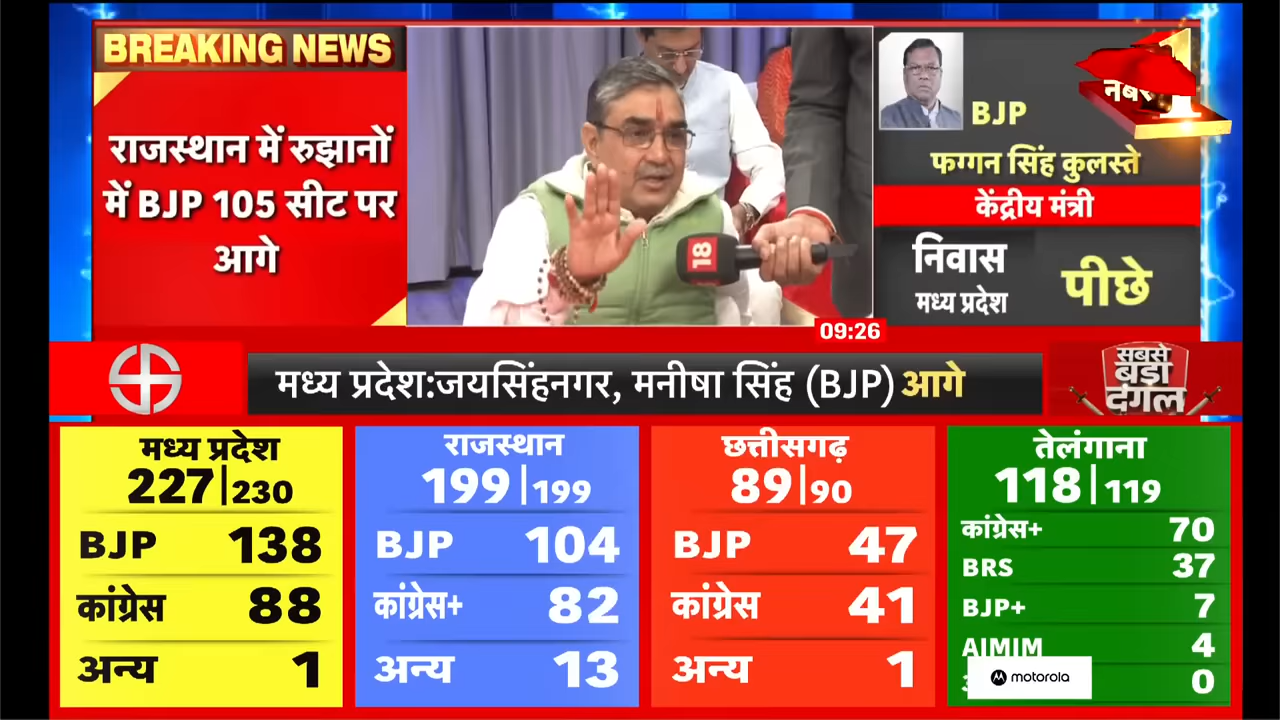 BREAKING NEWS
राजस्थान में रुझानों
में BJP 105 सीट पर
आगे
18
BJP
फग्गन सिंह कुलस्ते
केंद्रीय मंत्री
निवास
मध्य प्रदेश
पीछे
1
09:26
मध्य प्रदेश:जयसिंहनगर, मनीषा सिंह (BJP) आगे
सबसे
बड़ा
दंगल
मध्य प्रदेश
227|230
BJP 138
कांग्रेस 88
अन्य 1
राजस्थान
199|199
BJP 104
कांग्रेस+ 82
अन्य 13
छत्तीसगढ़
89|90
BJP 47
कांग्रेस 41
अन्य 1
तेलंगाना
118|119
कांग्रेस+ 70
BRS 37
BJP+ 7
AIMIM 4
0
motorola